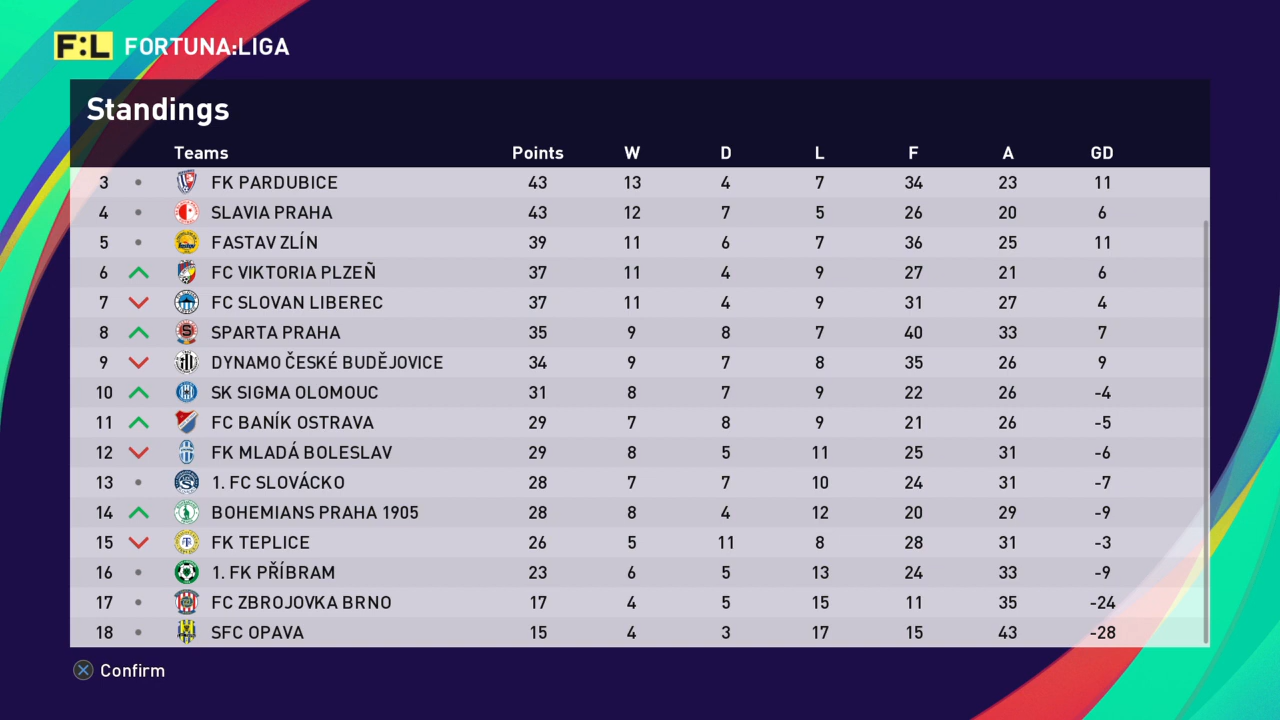 F:L FORTUNA:LIGA
Standings
Teams Points W D L F A GD
3 FK PARDUBICE 43 13 4 7 34 23 11
4 SLAVIA PRAHA 43 12 7 5 26 20 6
5 FASTAV ZLÍN 39 11 6 7 36 25 11
6 FC VIKTORIA PLZEŇ 37 11 4 9 27 21 6
7 FC SLOVAN LIBEREC 37 11 4 9 31 27 4
8 SPARTA PRAHA 35 9 8 7 40 33 7
9 DYNAMO ČESKÉ BUDĚJOVICE 34 9 7 8 35 26 9
10 SK SIGMA OLOMOUC 31 8 7 9 22 26 -4
11 FC BANÍK OSTRAVA 29 7 8 9 21 26 -5
12 FK MLADÁ BOLESLAV 29 8 5 11 25 31 -6
13 1. FC SLOVÁCKO 28 7 7 10 24 31 -7
14 BOHEMIANS PRAHA 1905 28 8 4 12 20 29 -9
15 FK TEPLICE 26 5 11 8 28 31 -3
16 1. FK PŘÍBRAM 23 6 5 13 24 33 -9
17 FC ZBROJOVKA BRNO 17 4 5 15 11 35 -24
18 SFC OPAVA 15 4 3 17 15 43 -28
Confirm